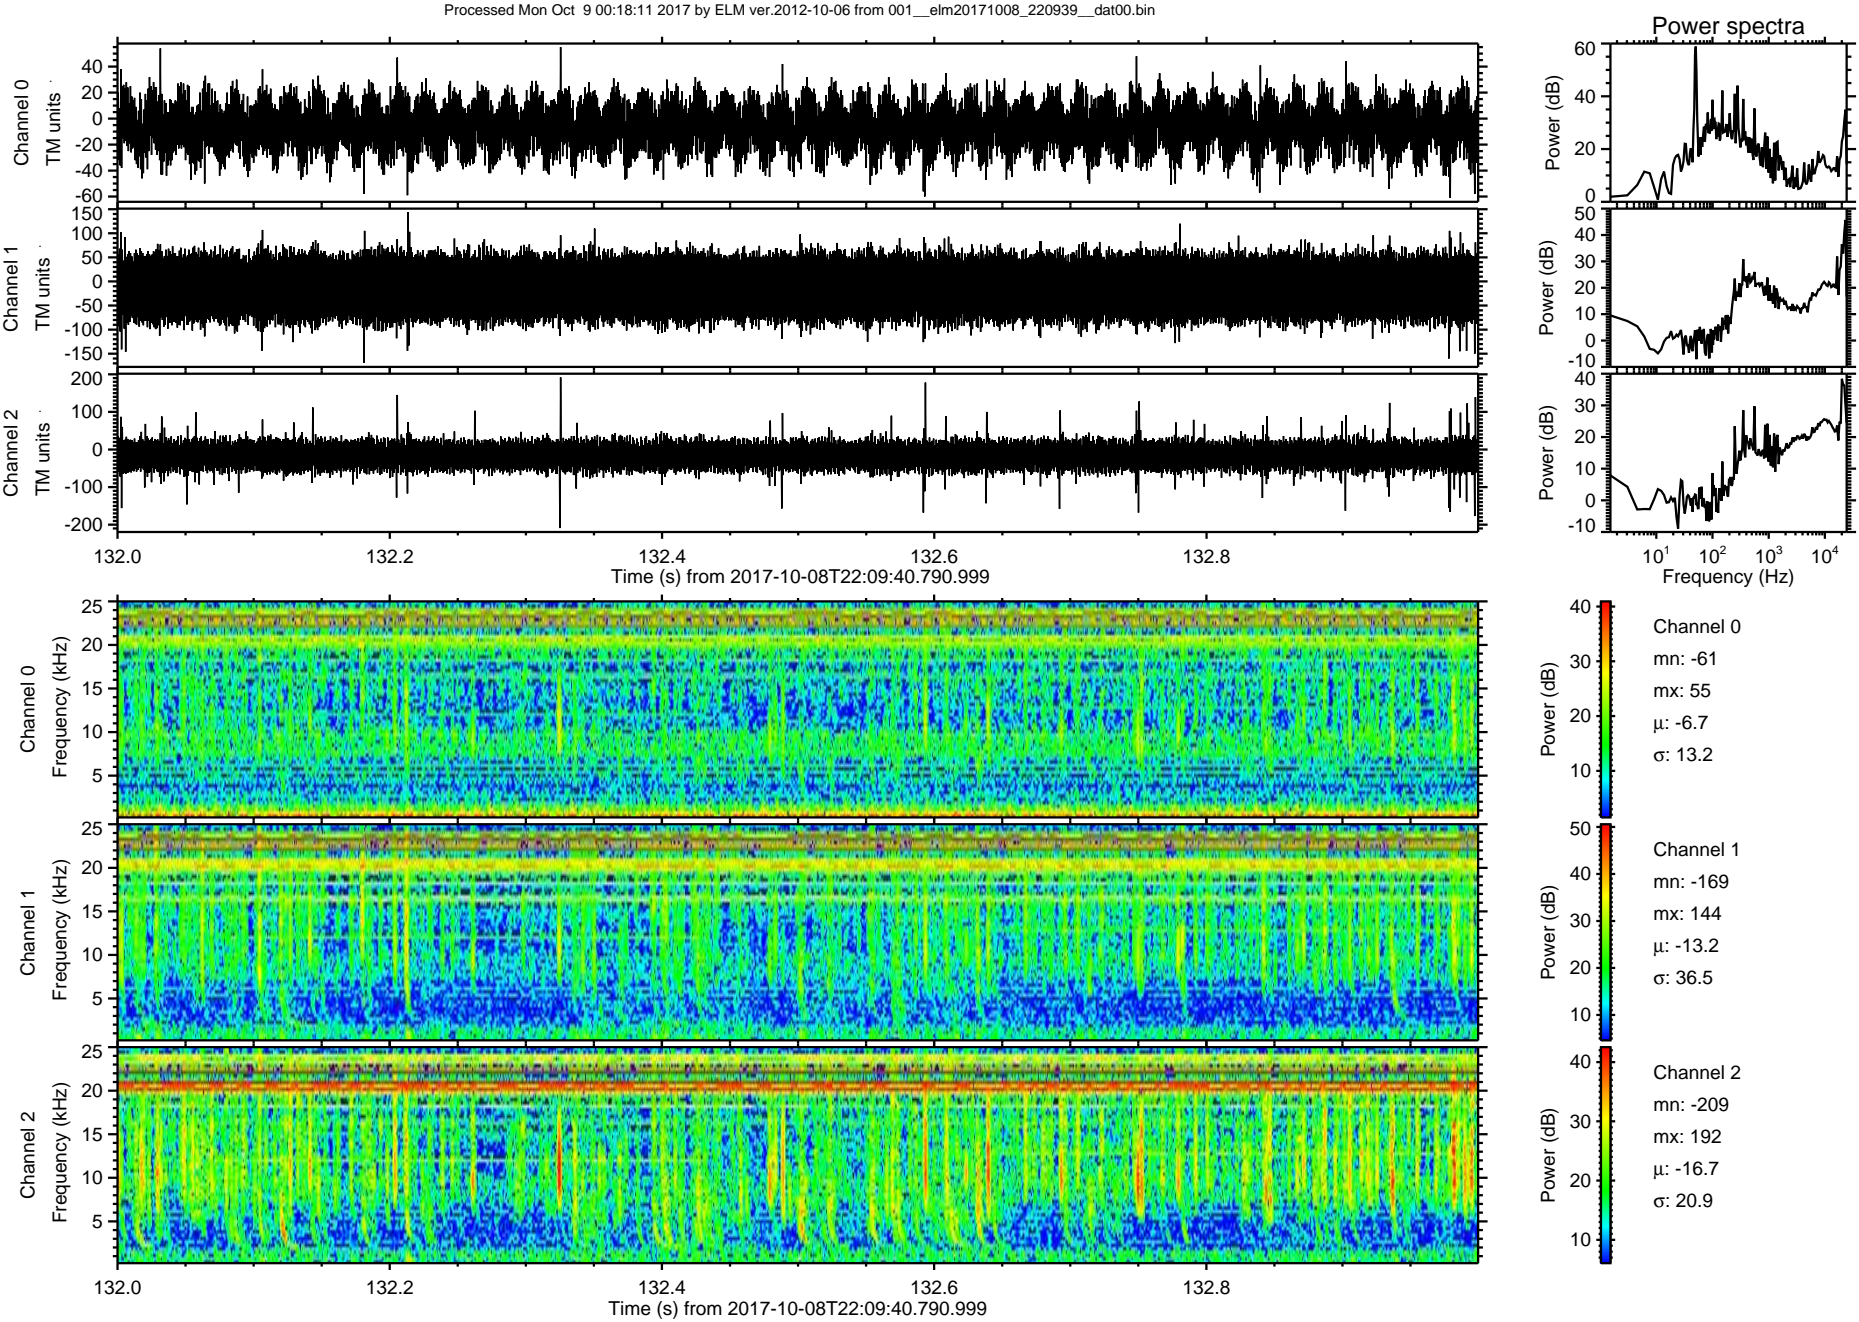 Processed Mon Oct  9 00:18:11 2017 by ELM ver.2012-10-06 from 001__elm20171008_220939__dat00.bin
Power spectra
Channel 0
TM units
40
20
0
-20
-40
-60
Power (dB)
60
40
20
0
Channel 1
TM units
150
100
50
0
-50
-100
-150
Power (dB)
50
40
30
20
10
0
-10
Channel 2
TM units
200
100
0
-100
-200
Power (dB)
40
30
20
10
0
-10
132.0 132.2 132.4 132.6 132.8
Time (s) from 2017-10-08T22:09:40.790.999
10^1 10^2 10^3 10^4
Frequency (Hz)
Channel 0
Frequency (kHz)
25
20
15
10
5
Power (dB)
40
30
20
10
Channel 0
mn: -61
mx: 55
μ: -6.7
σ: 13.2
Channel 1
Frequency (kHz)
25
20
15
10
5
Power (dB)
50
40
30
20
10
Channel 1
mn: -169
mx: 144
μ: -13.2
σ: 36.5
Channel 2
Frequency (kHz)
25
20
15
10
5
Power (dB)
40
30
20
10
Channel 2
mn: -209
mx: 192
μ: -16.7
σ: 20.9
132.0 132.2 132.4 132.6 132.8
Time (s) from 2017-10-08T22:09:40.790.999